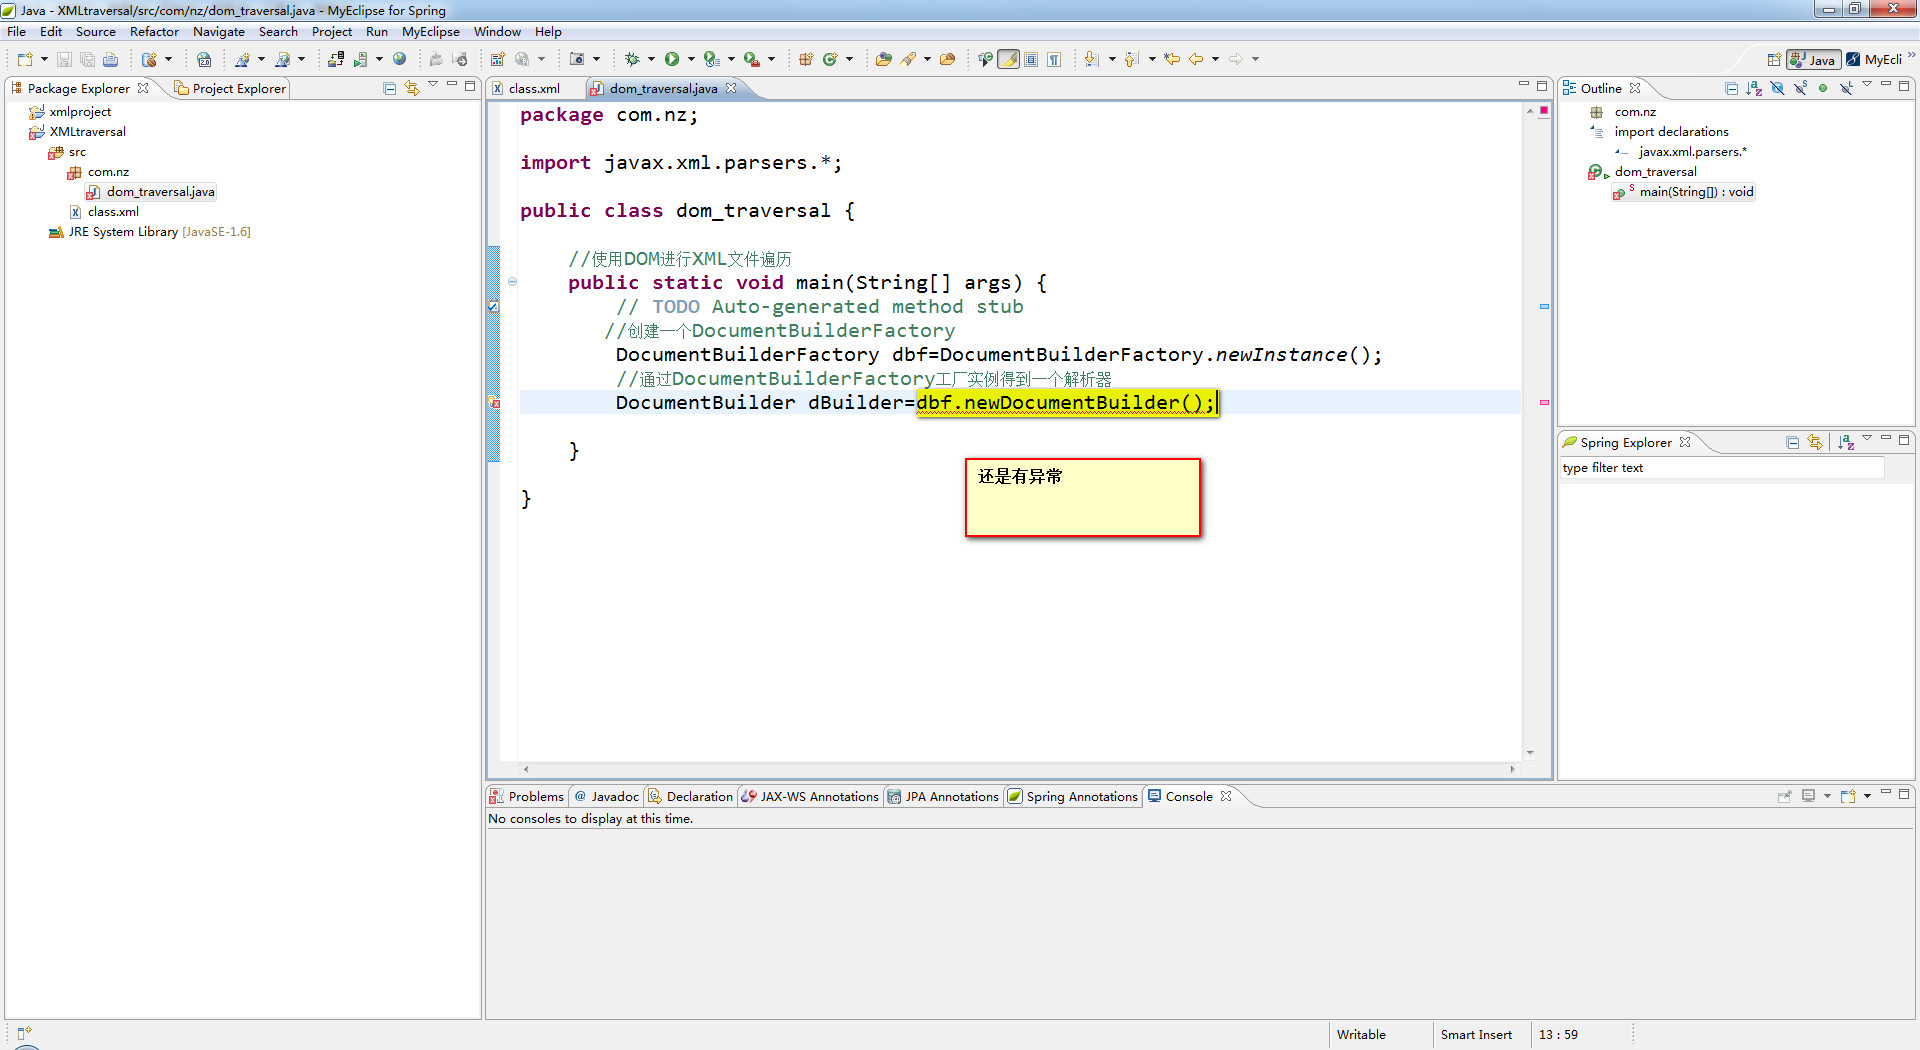 Java - XMLtraversal/src/com/nz/dom_traversal.java - MyEclipse for Spring
File Edit Source Refactor Navigate Search Project Run MyEclipse Window Help
Java MyEcli
Package Explorer Project Explorer
xmlproject
XMLtraversal
src
com.nz
dom_traversal.java
class.xml
JRE System Library [JavaSE-1.6]
class.xml dom_traversal.java
package com.nz;
import javax.xml.parsers.*;
public class dom_traversal {
//使用DOM进行XML文件遍历
public static void main(String[] args) {
// TODO Auto-generated method stub
//创建一个DocumentBuilderFactory
DocumentBuilderFactory dbf=DocumentBuilderFactory.newInstance();
//通过DocumentBuilderFactory工厂实例得到一个解析器
DocumentBuilder dBuilder=dbf.newDocumentBuilder();
}
还是有异常
}
Outline
com.nz
import declarations
javax.xml.parsers.*
dom_traversal
main(String[]) : void
Spring Explorer
type filter text
Problems @ Javadoc Declaration JAX-WS Annotations JPA Annotations Spring Annotations Console
No consoles to display at this time.
Writable Smart Insert 13 : 59